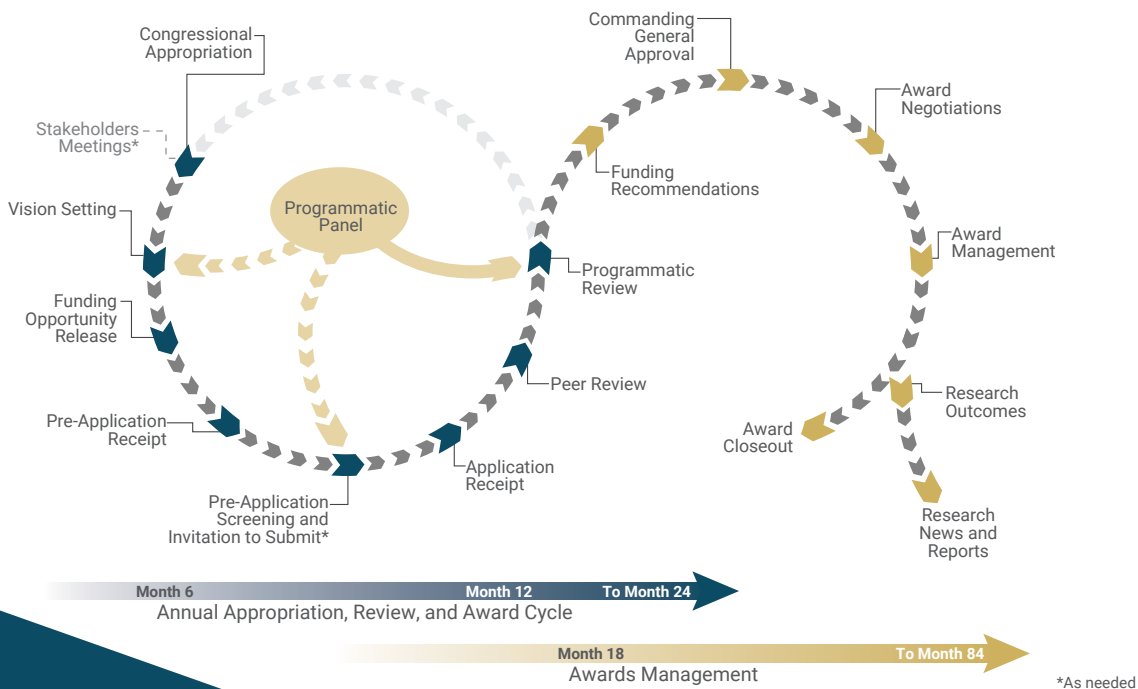 Congressional
Appropriation
Stakeholders
Meetings*
Vision Setting
Funding
Opportunity
Release
Pre-Application
Receipt
Pre-Application
Screening and
Invitation to Submit*
Application
Receipt
Peer Review
Programmatic
Review
Programmatic
Panel
Funding
Recommendations
Commanding
General
Approval
Award
Negotiations
Award
Management
Research
Outcomes
Award
Closeout
Research
News and
Reports
Month 6
Month 12
To Month 24
Annual Appropriation, Review, and Award Cycle
Month 18
To Month 84
Awards Management
*As needed